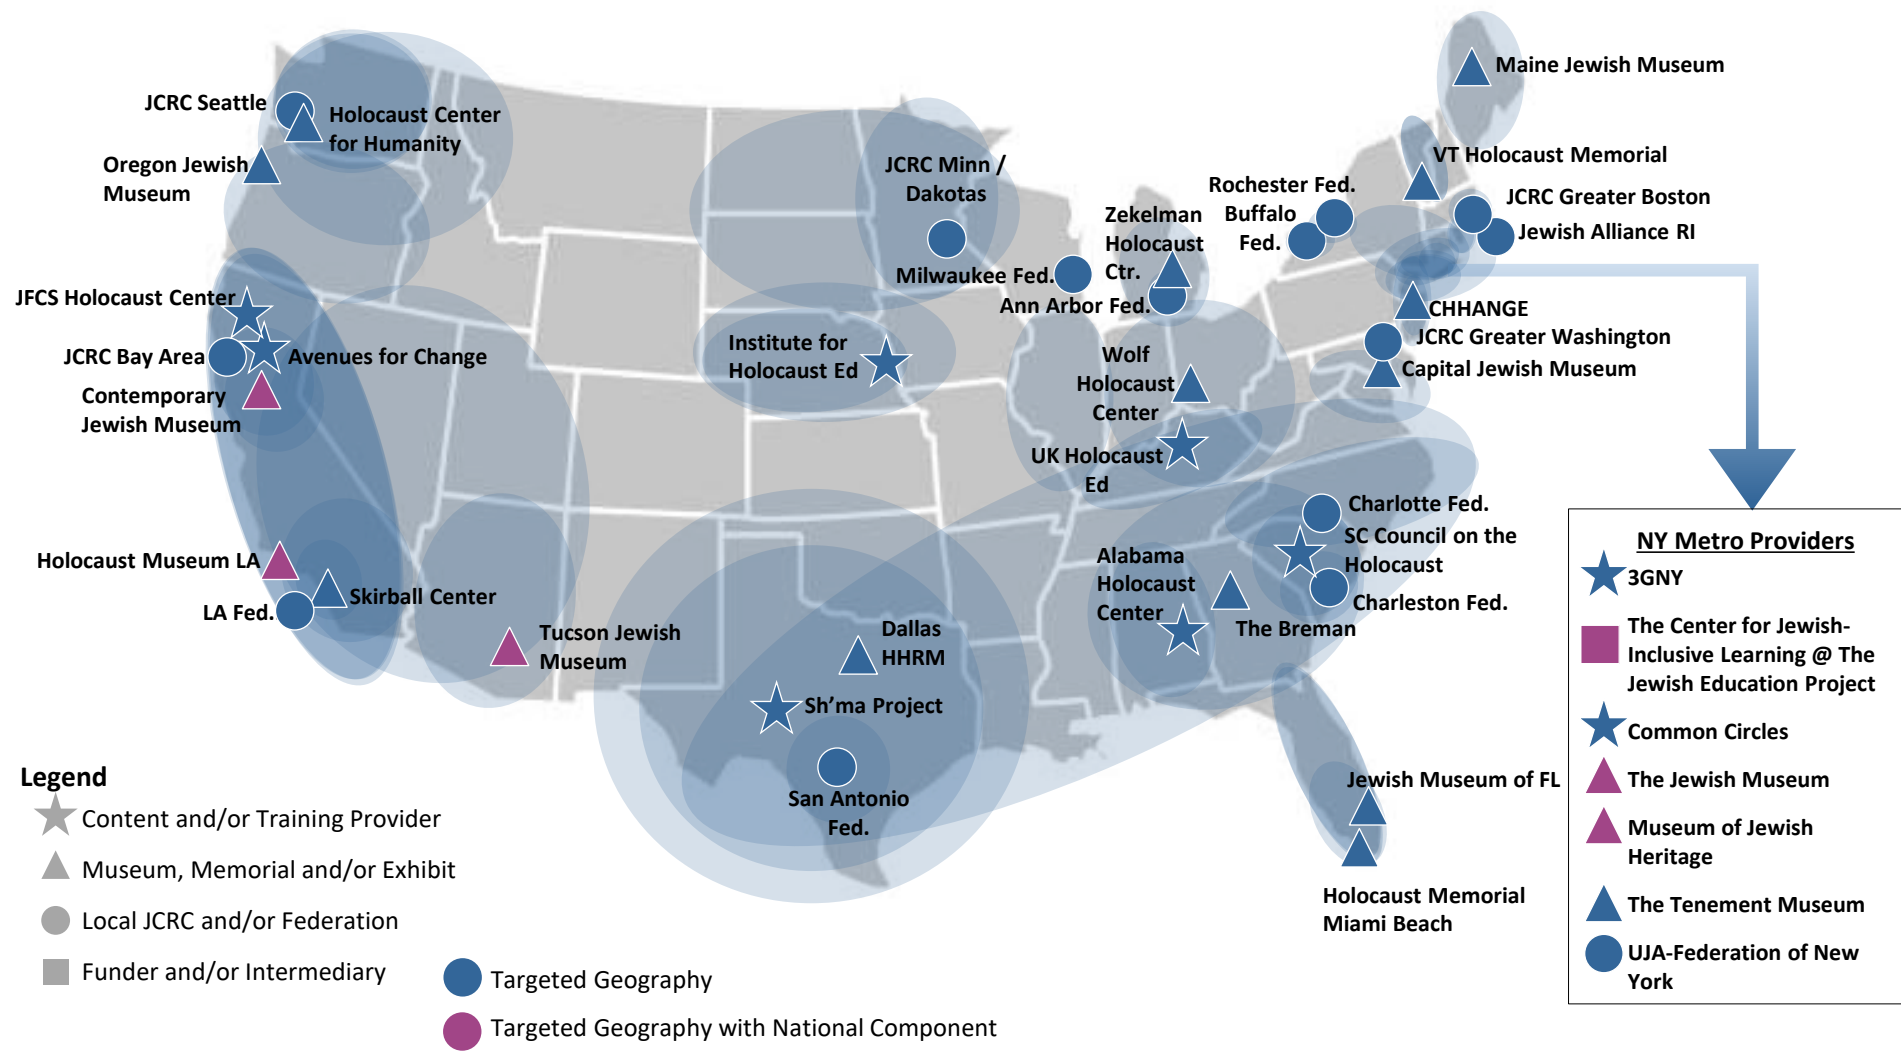 Maine Jewish Museum
JCRC Seattle
Holocaust Center
for Humanity
Oregon Jewish
Museum
JCRC Minn /
Dakotas
VT Holocaust Memorial
Rochester Fed.
Buffalo
Fed.
JCRC Greater Boston
Jewish Alliance RI
Zekelman
Holocaust
Ctr.
Milwaukee Fed.
Ann Arbor Fed.
JFCS Holocaust Center
JCRC Bay Area
Avenues for Change
Contemporary
Jewish Museum
Institute for
Holocaust Ed
CHHANGE
JCRC Greater Washington
Capital Jewish Museum
Wolf
Holocaust
Center
UK Holocaust
Ed
Charlotte Fed.
SC Council on the
Holocaust
Charleston Fed.
Alabama
Holocaust
Center
The Breman
Holocaust Museum LA
LA Fed.
Skirball Center
Tucson Jewish
Museum
Dallas
HHRM
Sh'ma Project
San Antonio
Fed.
Jewish Museum of FL
Holocaust Memorial
Miami Beach
NY Metro Providers
3GNY
The Center for Jewish-
Inclusive Learning @ The
Jewish Education Project
Common Circles
The Jewish Museum
Museum of Jewish
Heritage
The Tenement Museum
UJA-Federation of New
York
Legend
Content and/or Training Provider
Museum, Memorial and/or Exhibit
Local JCRC and/or Federation
Funder and/or Intermediary
Targeted Geography
Targeted Geography with National Component